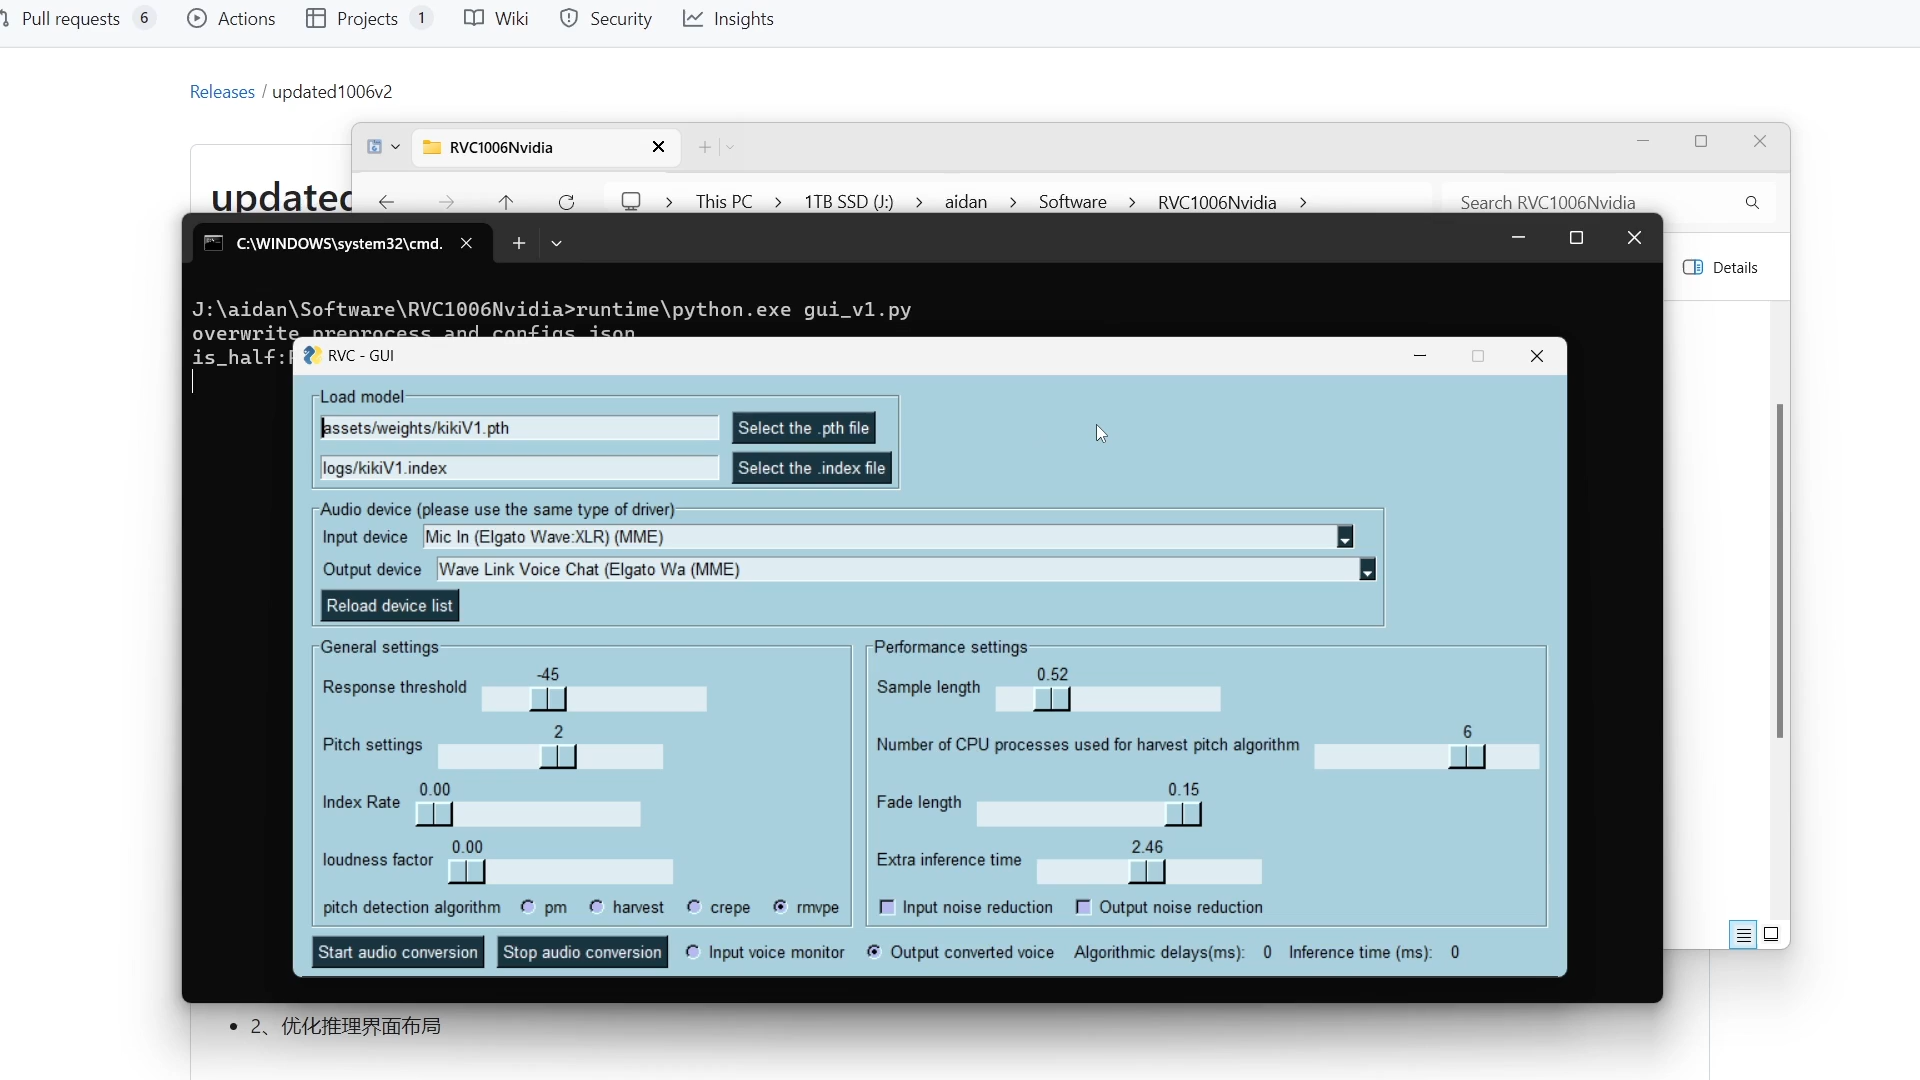 Pull requests 6 Actions Projects 1 Wiki Security Insights
Releases / updated1006v2
RVC1006Nvidia
updated
This PC > 1TB SSD (J:) > aidan > Software > RVC1006Nvidia >
Search RVC1006Nvidia
C:\WINDOWS\system32\cmd.
Details
J:\aidan\Software\RVC1006Nvidia>runtime\python.exe gui_v1.py
overwrite preprocess and configs.json
is_half:
RVC - GUI
Load model
assets/weights/kikiV1.pth Select the .pth file
logs/kikiV1.index Select the .index file
Audio device (please use the same type of driver)
Input device Mic In (Elgato Wave:XLR) (MME)
Output device Wave Link Voice Chat (Elgato Wa (MME)
Reload device list
General settings
-45
Response threshold
2
Pitch settings
0.00
Index Rate
0.00
loudness factor
pitch detection algorithm pm harvest crepe rmvpe
Performance settings
0.52
Sample length
6
Number of CPU processes used for harvest pitch algorithm
0.15
Fade length
2.46
Extra inference time
Input noise reduction Output noise reduction
Start audio conversion Stop audio conversion Input voice monitor Output converted voice Algorithmic delays(ms): 0 Inference time (ms): 0
• 2、优化推理界面布局